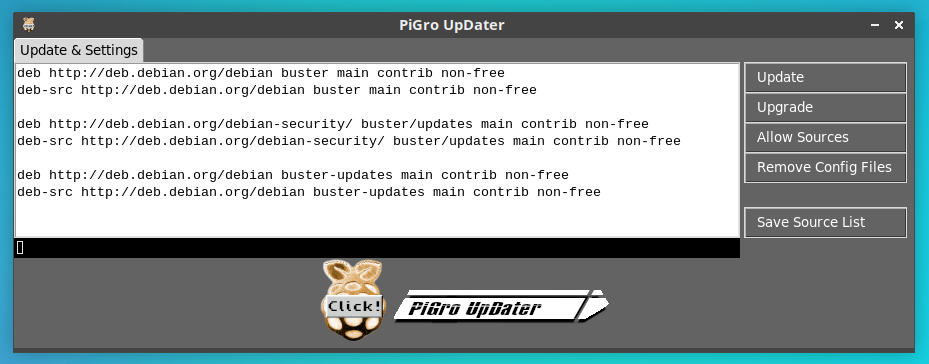 PiGro UpDater
Update & Settings
deb http://deb.debian.org/debian buster main contrib non-free
deb-src http://deb.debian.org/debian buster main contrib non-free
deb http://deb.debian.org/debian-security/ buster/updates main contrib non-free
deb-src http://deb.debian.org/debian-security/ buster/updates main contrib non-free
deb http://deb.debian.org/debian buster-updates main contrib non-free
deb-src http://deb.debian.org/debian buster-updates main contrib non-free
Update
Upgrade
Allow Sources
Remove Config Files
Save Source List
Click!
PiGro UpDater